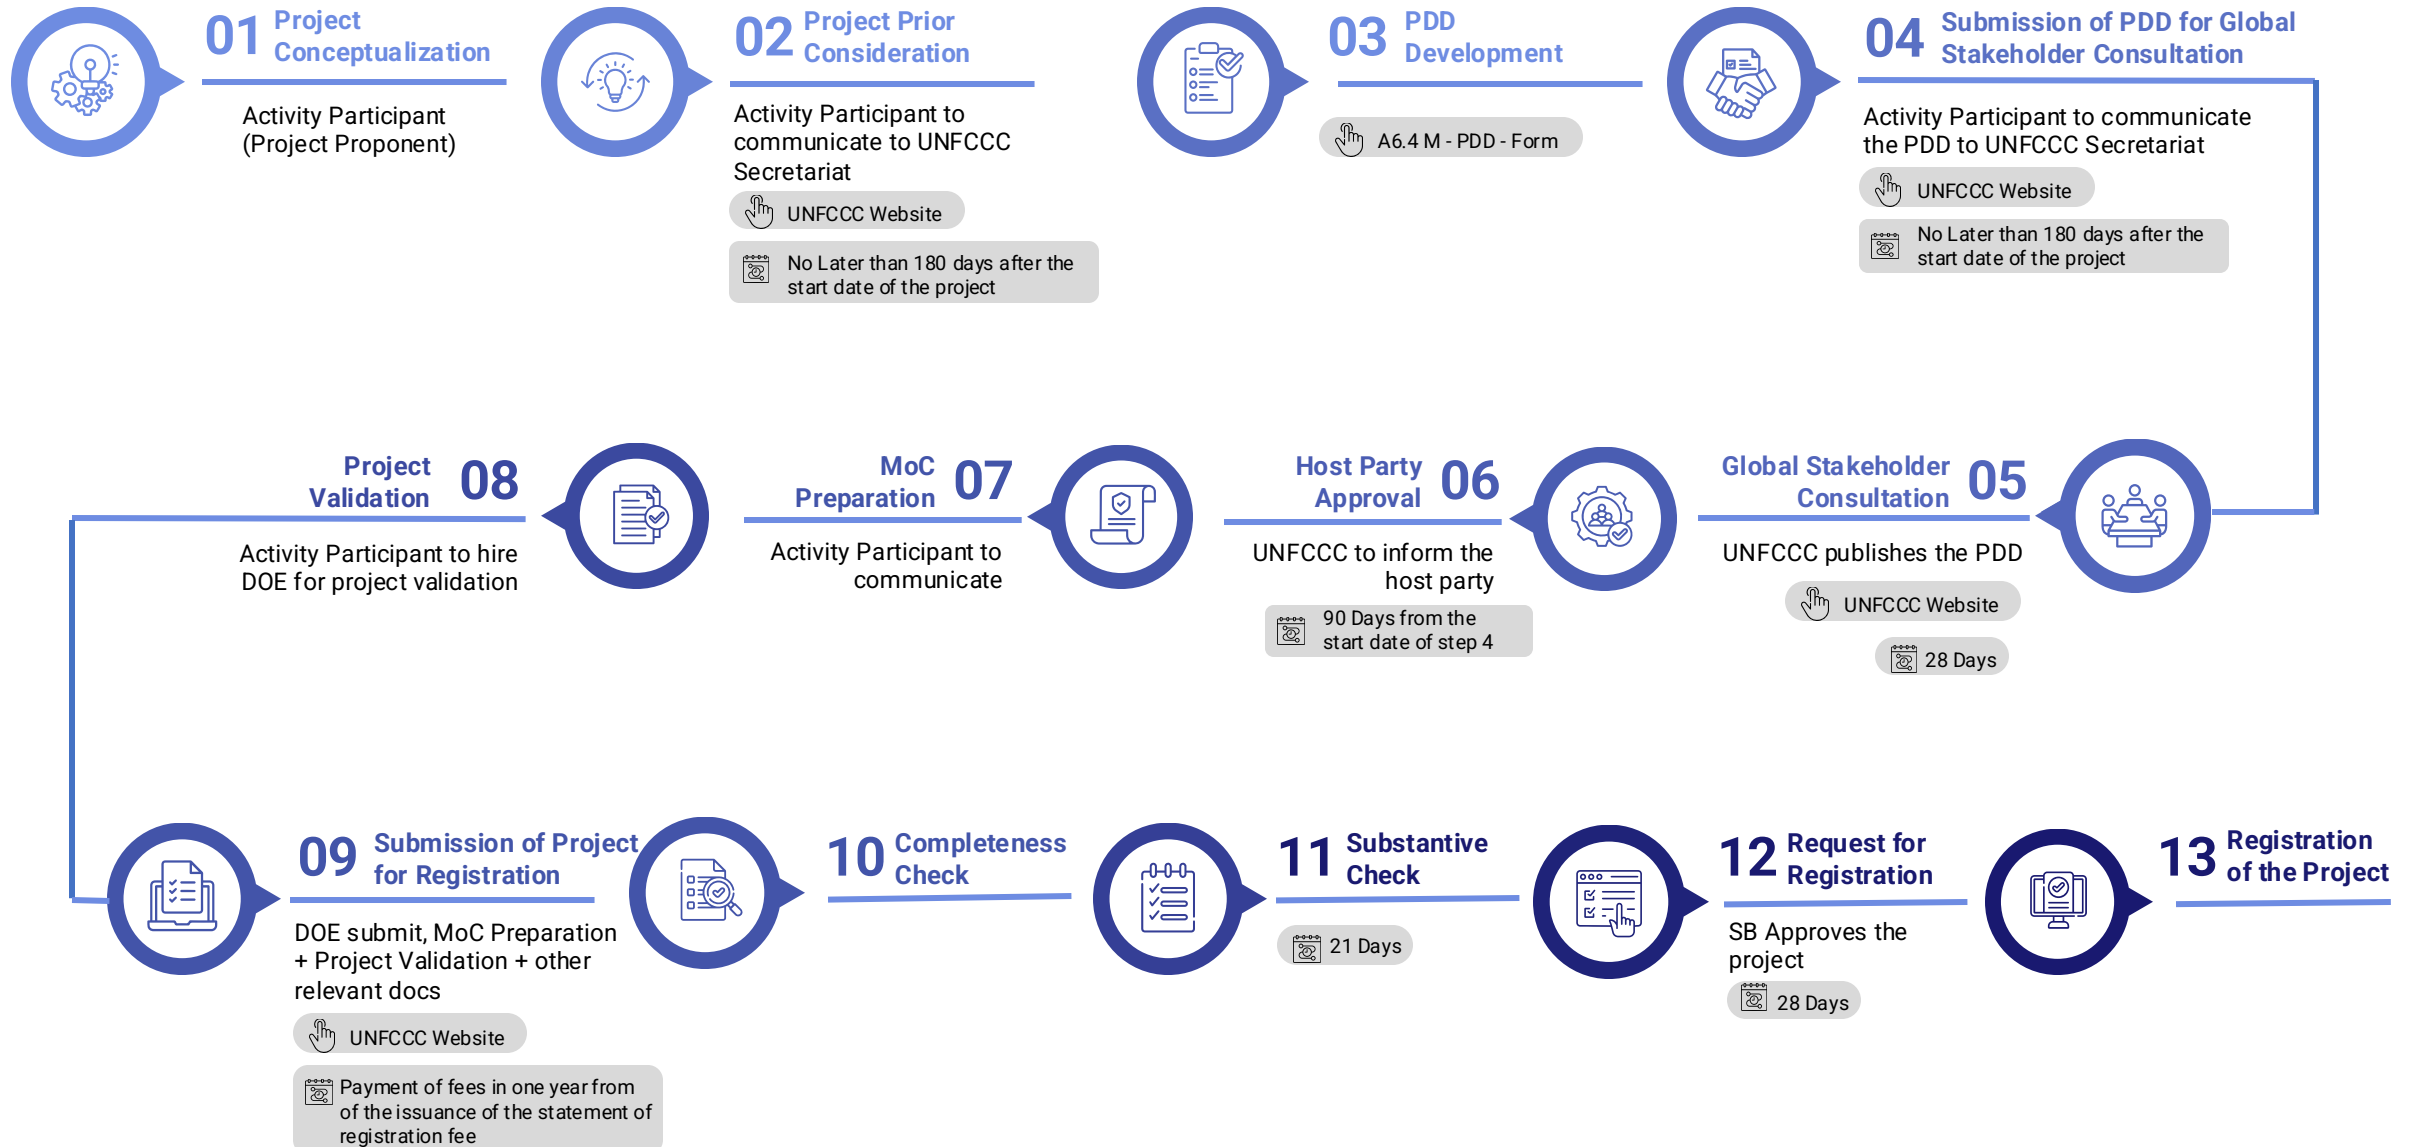 01 Project
Conceptualization
Activity Participant
(Project Proponent)
02 Project Prior
Consideration
Activity Participant to
communicate to UNFCCC
Secretariat
UNFCCC Website
No Later than 180 days after the
start date of the project
03 PDD
Development
A6.4 M - PDD - Form
04 Submission of PDD for Global
Stakeholder Consultation
Activity Participant to communicate
the PDD to UNFCCC Secretariat
UNFCCC Website
No Later than 180 days after the
start date of the project
Global Stakeholder 05
Consultation
UNFCCC publishes the PDD
UNFCCC Website
28 Days
Host Party 06
Approval
UNFCCC to inform the
host party
90 Days from the
start date of step 4
MoC 07
Preparation
Activity Participant to
communicate
Project 08
Validation
Activity Participant to hire
DOE for project validation
09 Submission of Project
for Registration
DOE submit, MoC Preparation
+ Project Validation + other
relevant docs
UNFCCC Website
Payment of fees in one year from
of the issuance of the statement of
registration fee
10 Completeness
Check
11 Substantive
Check
21 Days
12 Request for
Registration
SB Approves the
project
28 Days
13 Registration
of the Project